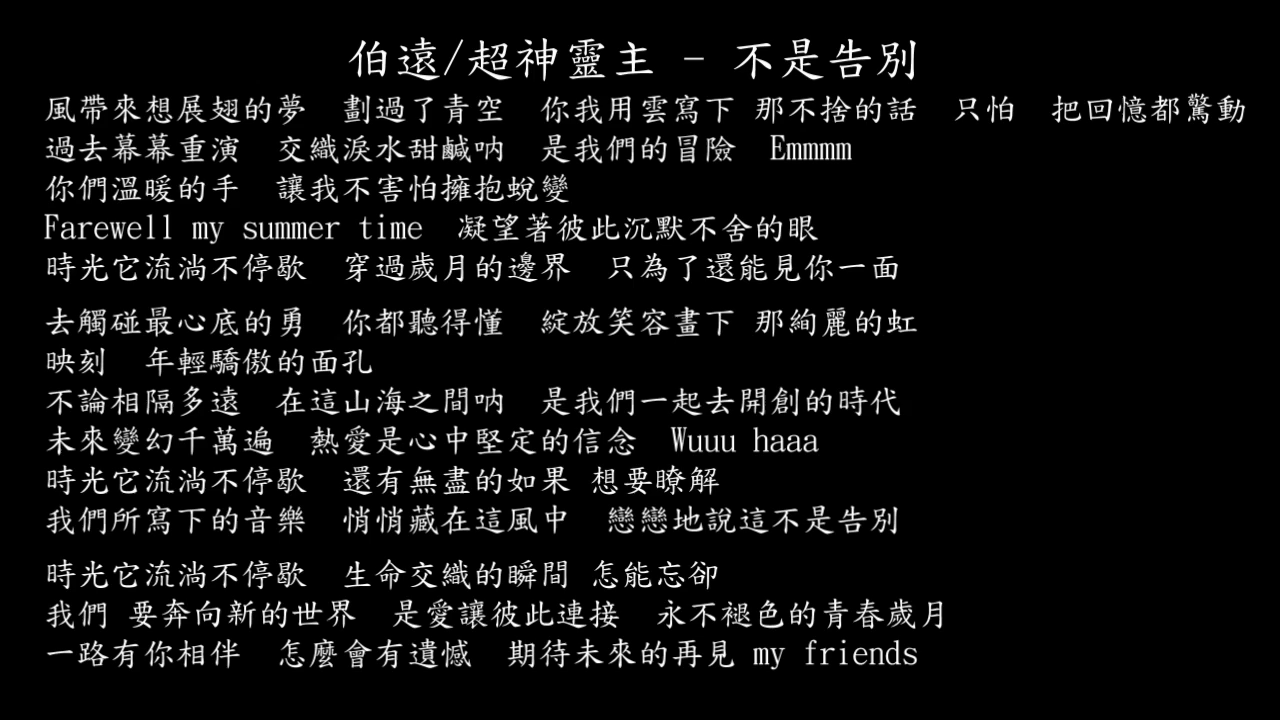 伯遠/超神靈主 - 不是告別
風帶來想展翅的夢 劃過了青空 你我用雲寫下 那不捨的話 只怕 把回憶都驚動
過去幕幕重演 交織淚水甜鹹吶 是我們的冒險 Emmmm
你們溫暖的手 讓我不害怕擁抱蛻變
Farewell my summer time 凝望著彼此沉默不舍的眼
時光它流淌不停歇 穿過歲月的邊界 只為了還能見你一面
去觸碰最心底的勇 你都聽得懂 綻放笑容畫下 那絢麗的虹
映刻 年輕驕傲的面孔
不論相隔多遠 在這山海之間吶 是我們一起去開創的時代
未來變幻千萬遍 熱愛是心中堅定的信念 Wuuu haaa
時光它流淌不停歇 還有無盡的如果 想要瞭解
我們所寫下的音樂 悄悄藏在這風中 戀戀地說這不是告別
時光它流淌不停歇 生命交織的瞬間 怎能忘卻
我們 要奔向新的世界 是愛讓彼此連接 永不褪色的青春歲月
一路有你相伴 怎麼會有遺憾 期待未來的再見 my friends